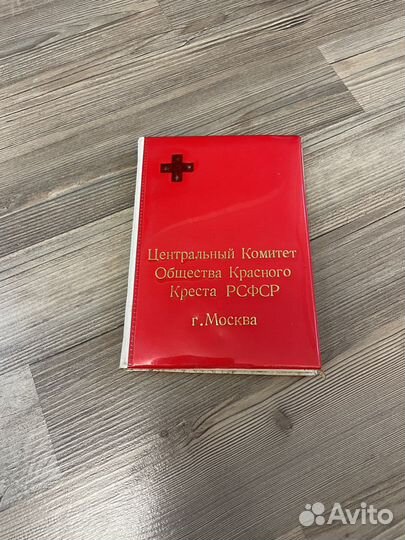 Центральный Комитет
Общества Красного
Креста РСФСР
г.Москва
Avito